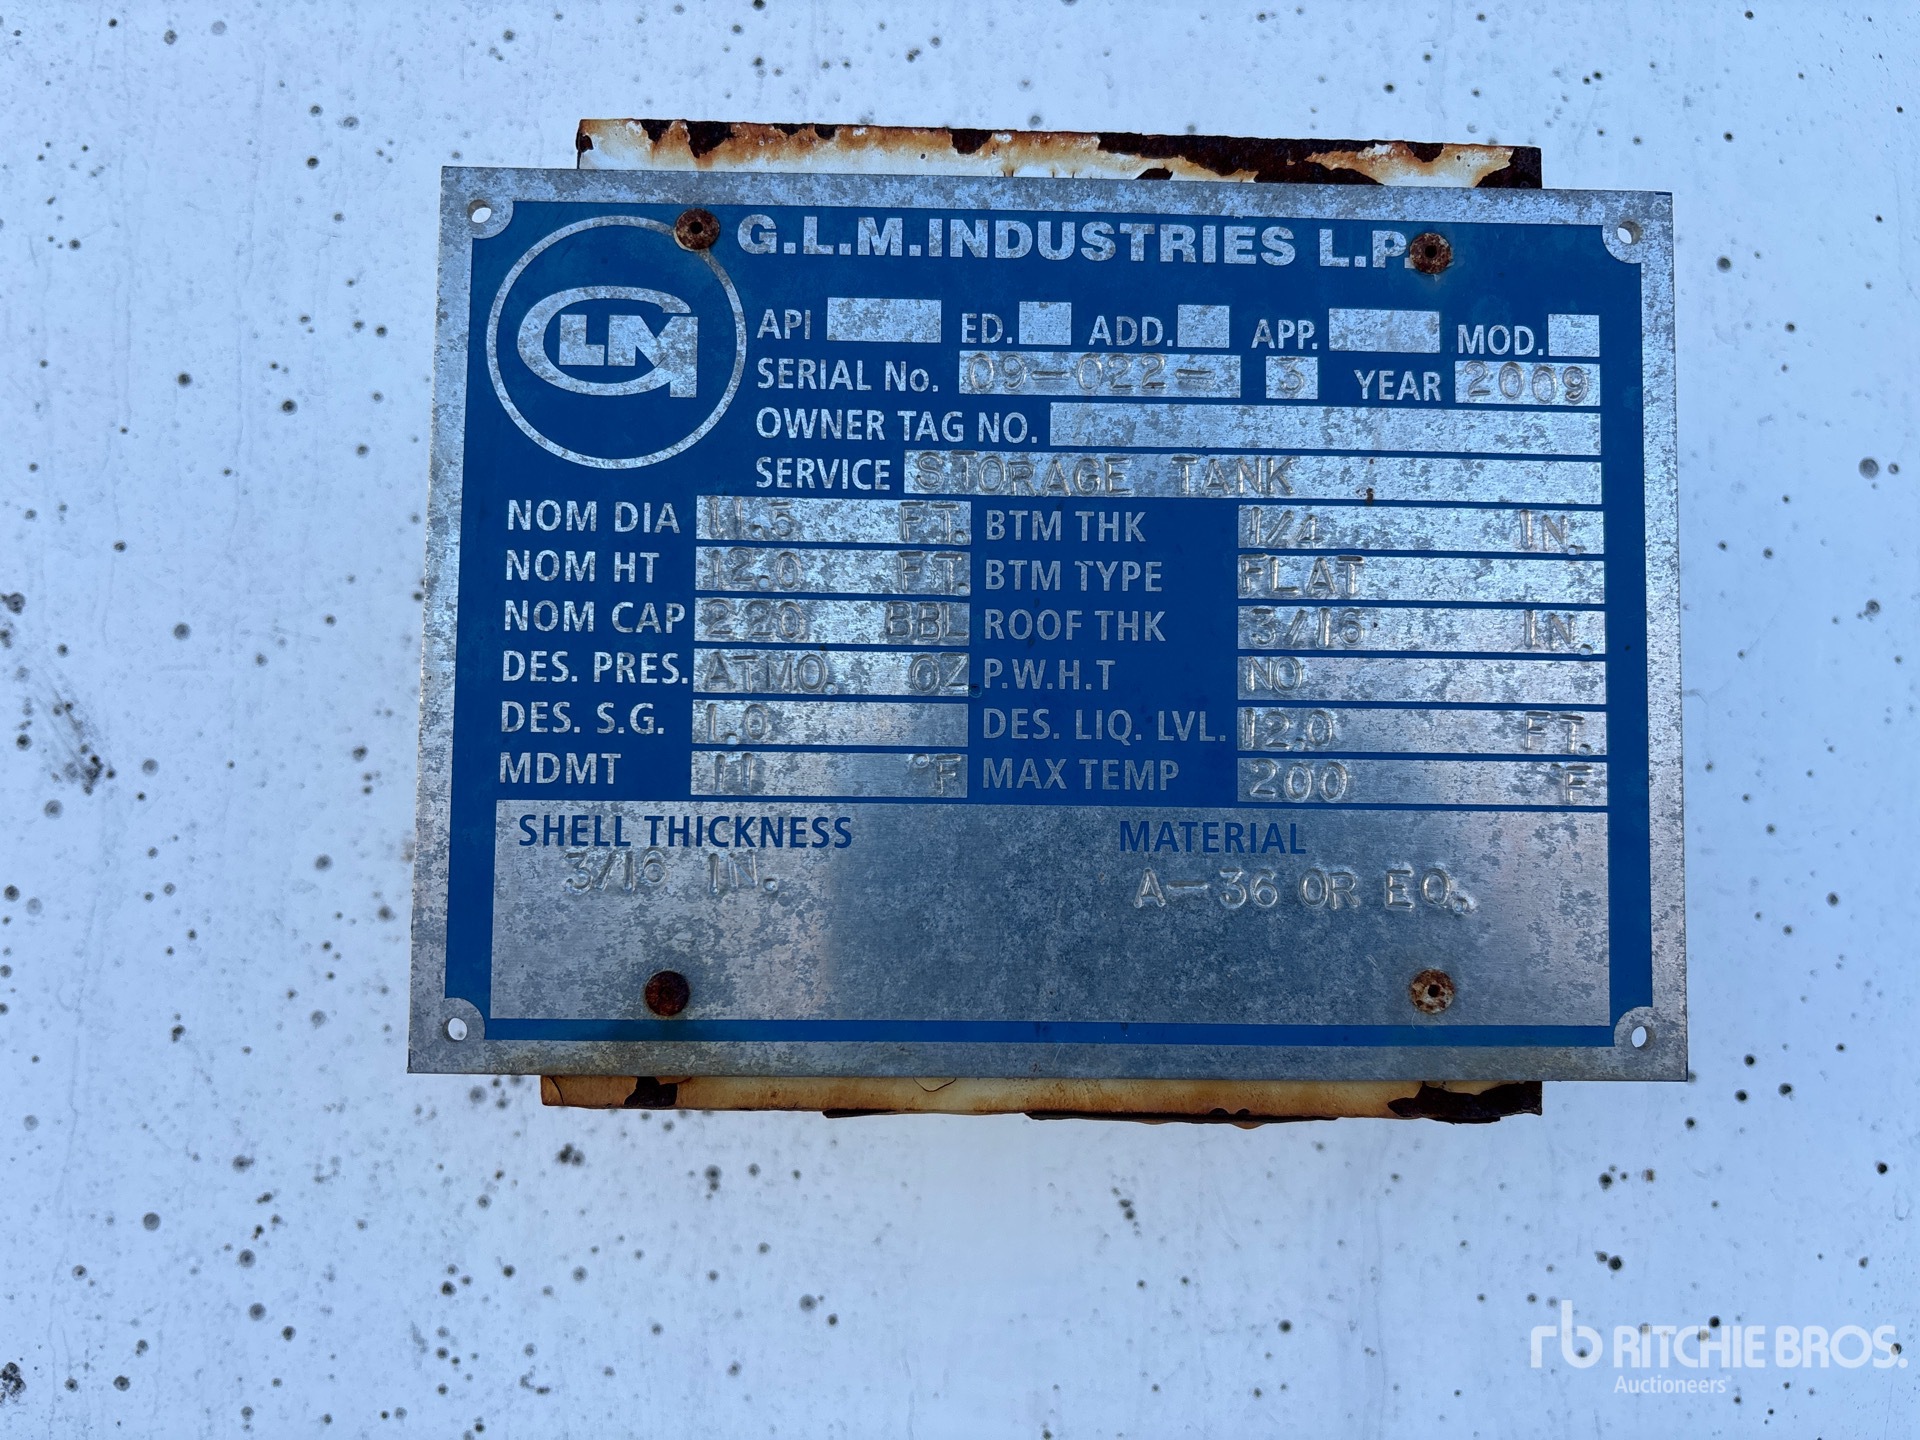 G.L.M.INDUSTRIES L.P.
GLM
API ED. ADD. APP. MOD.
SERIAL No. 09-022- 3 YEAR 2009
OWNER TAG NO.
SERVICE STORAGE TANK
NOM DIA 11.5 FT. BTM THK 1/4 IN.
NOM HT 12.0 FT. BTM TYPE FLAT
NOM CAP 220 BBL ROOF THK 3/16 IN.
DES. PRES. ATMO. OZ P.W.H.T NO
DES. S.G. 1.0 DES. LIQ. LVL. 12.0 FT.
MDMT 11 °F MAX TEMP 200 °F
SHELL THICKNESS MATERIAL
3/16 IN. A-36 OR EQ.
rb RITCHIE BROS.
Auctioneers